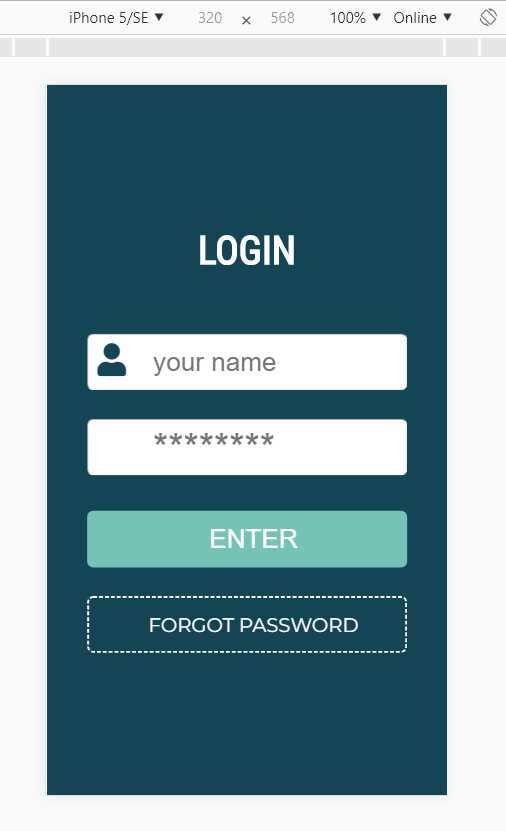 iPhone 5/SE ▼ 320 × 568 100% ▼ Online ▼
LOGIN
your name
********
ENTER
FORGOT PASSWORD